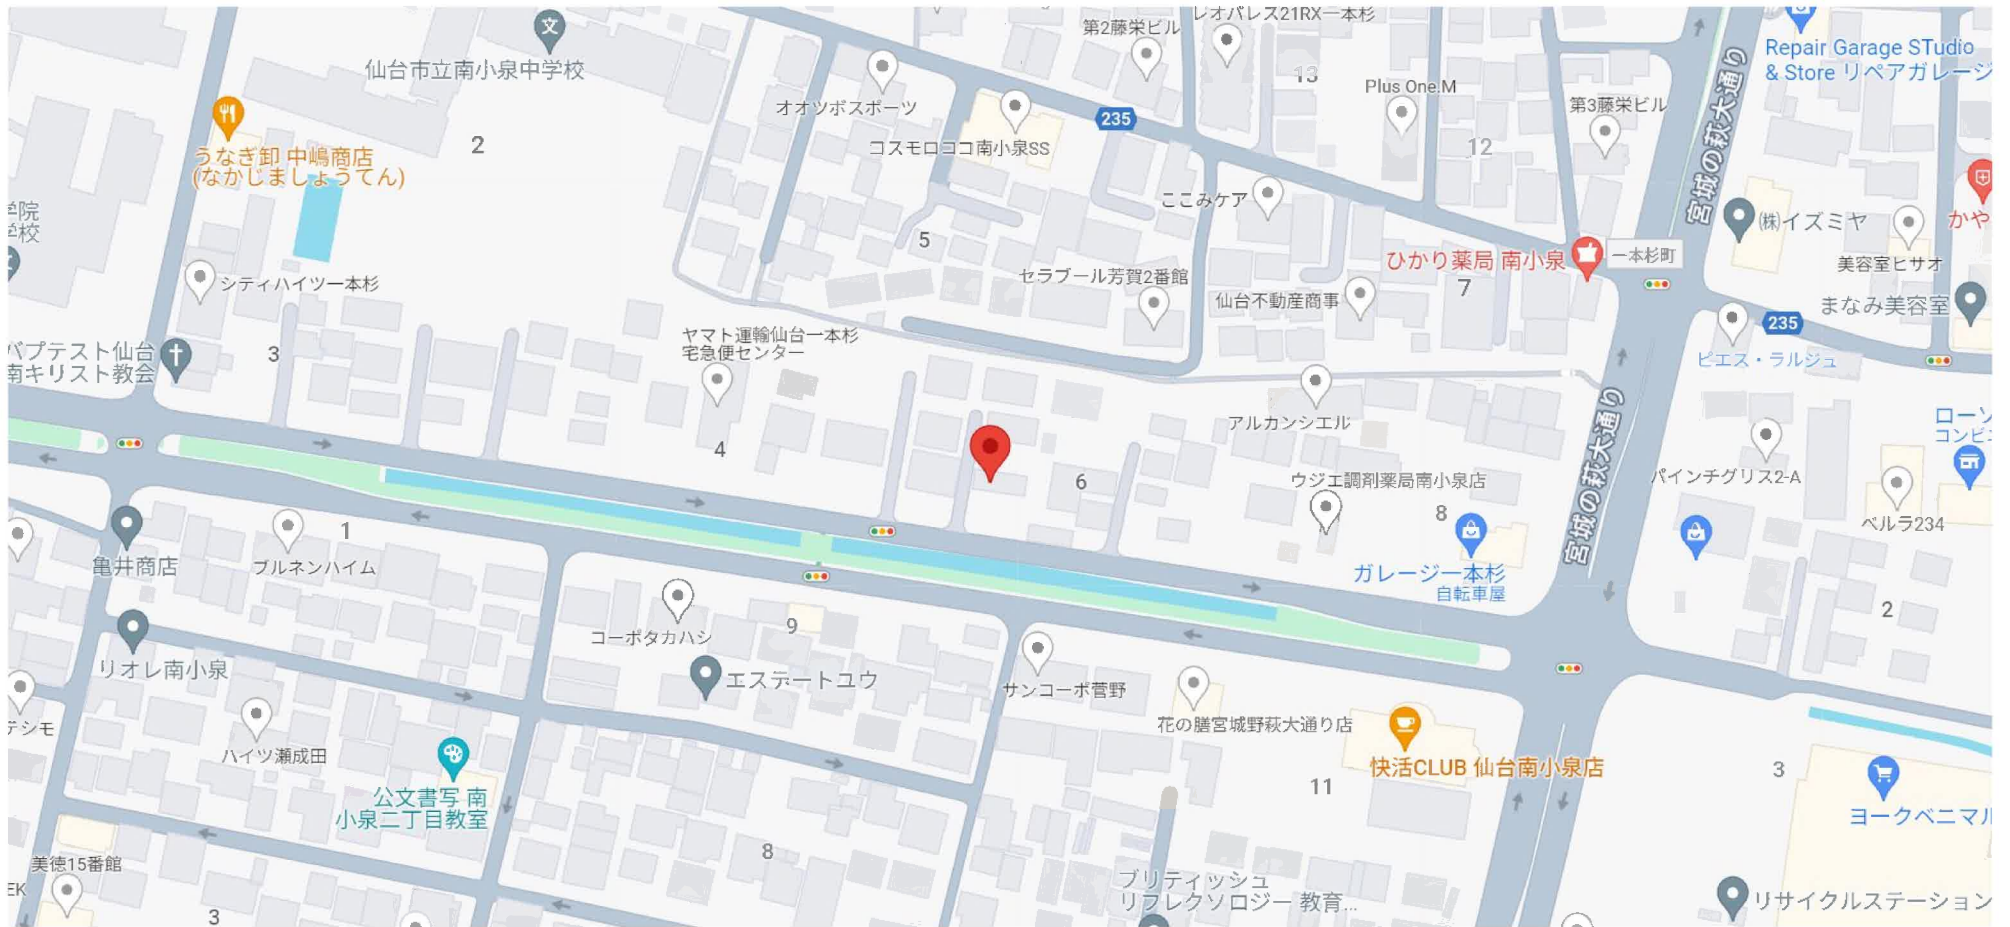 レオパレス21RX一本杉
第2藤栄ビル
Repair Garage STudio
& Store リペアガレージ
仙台市立南小泉中学校
13
Plus One.M
第3藤栄ビル
オオツボスポーツ
235
宮城の萩大通り
2
コスモロココ南小泉SS
12
うなぎ卸 中嶋商店
(なかじましょうてん)
ここみケア
学院
学校
(株)イズミヤ
かや
5
ひかり薬局 南小泉
一本杉町
美容室ヒサオ
シティハイツ一本杉
セラブール芳賀2番館
仙台不動産商事
7
まなみ美容室
235
バプテスト仙台
南キリスト教会
3
ヤマト運輸仙台一本杉
宅急便センター
ピエス・ラルジュ
アルカンシエル
宮城の萩大通り
ローソ
コンビニ
4
6
ウジエ調剤薬局南小泉店
パインチグリス2-A
8
ベルラ234
1
亀井商店
ブルネンハイム
ガレージ一本杉
自転車屋
2
コーポタカハシ
9
リオレ南小泉
エステートユウ
サンコーポ菅野
テシモ
ハイツ瀬成田
花の膳宮城野萩大通り店
快活CLUB 仙台南小泉店
3
11
公文書写 南
小泉二丁目教室
ヨークベニマル
8
美徳15番館
EK
ブリティッシュ
リフレクソロジー 教育...
リサイクルステーション
3